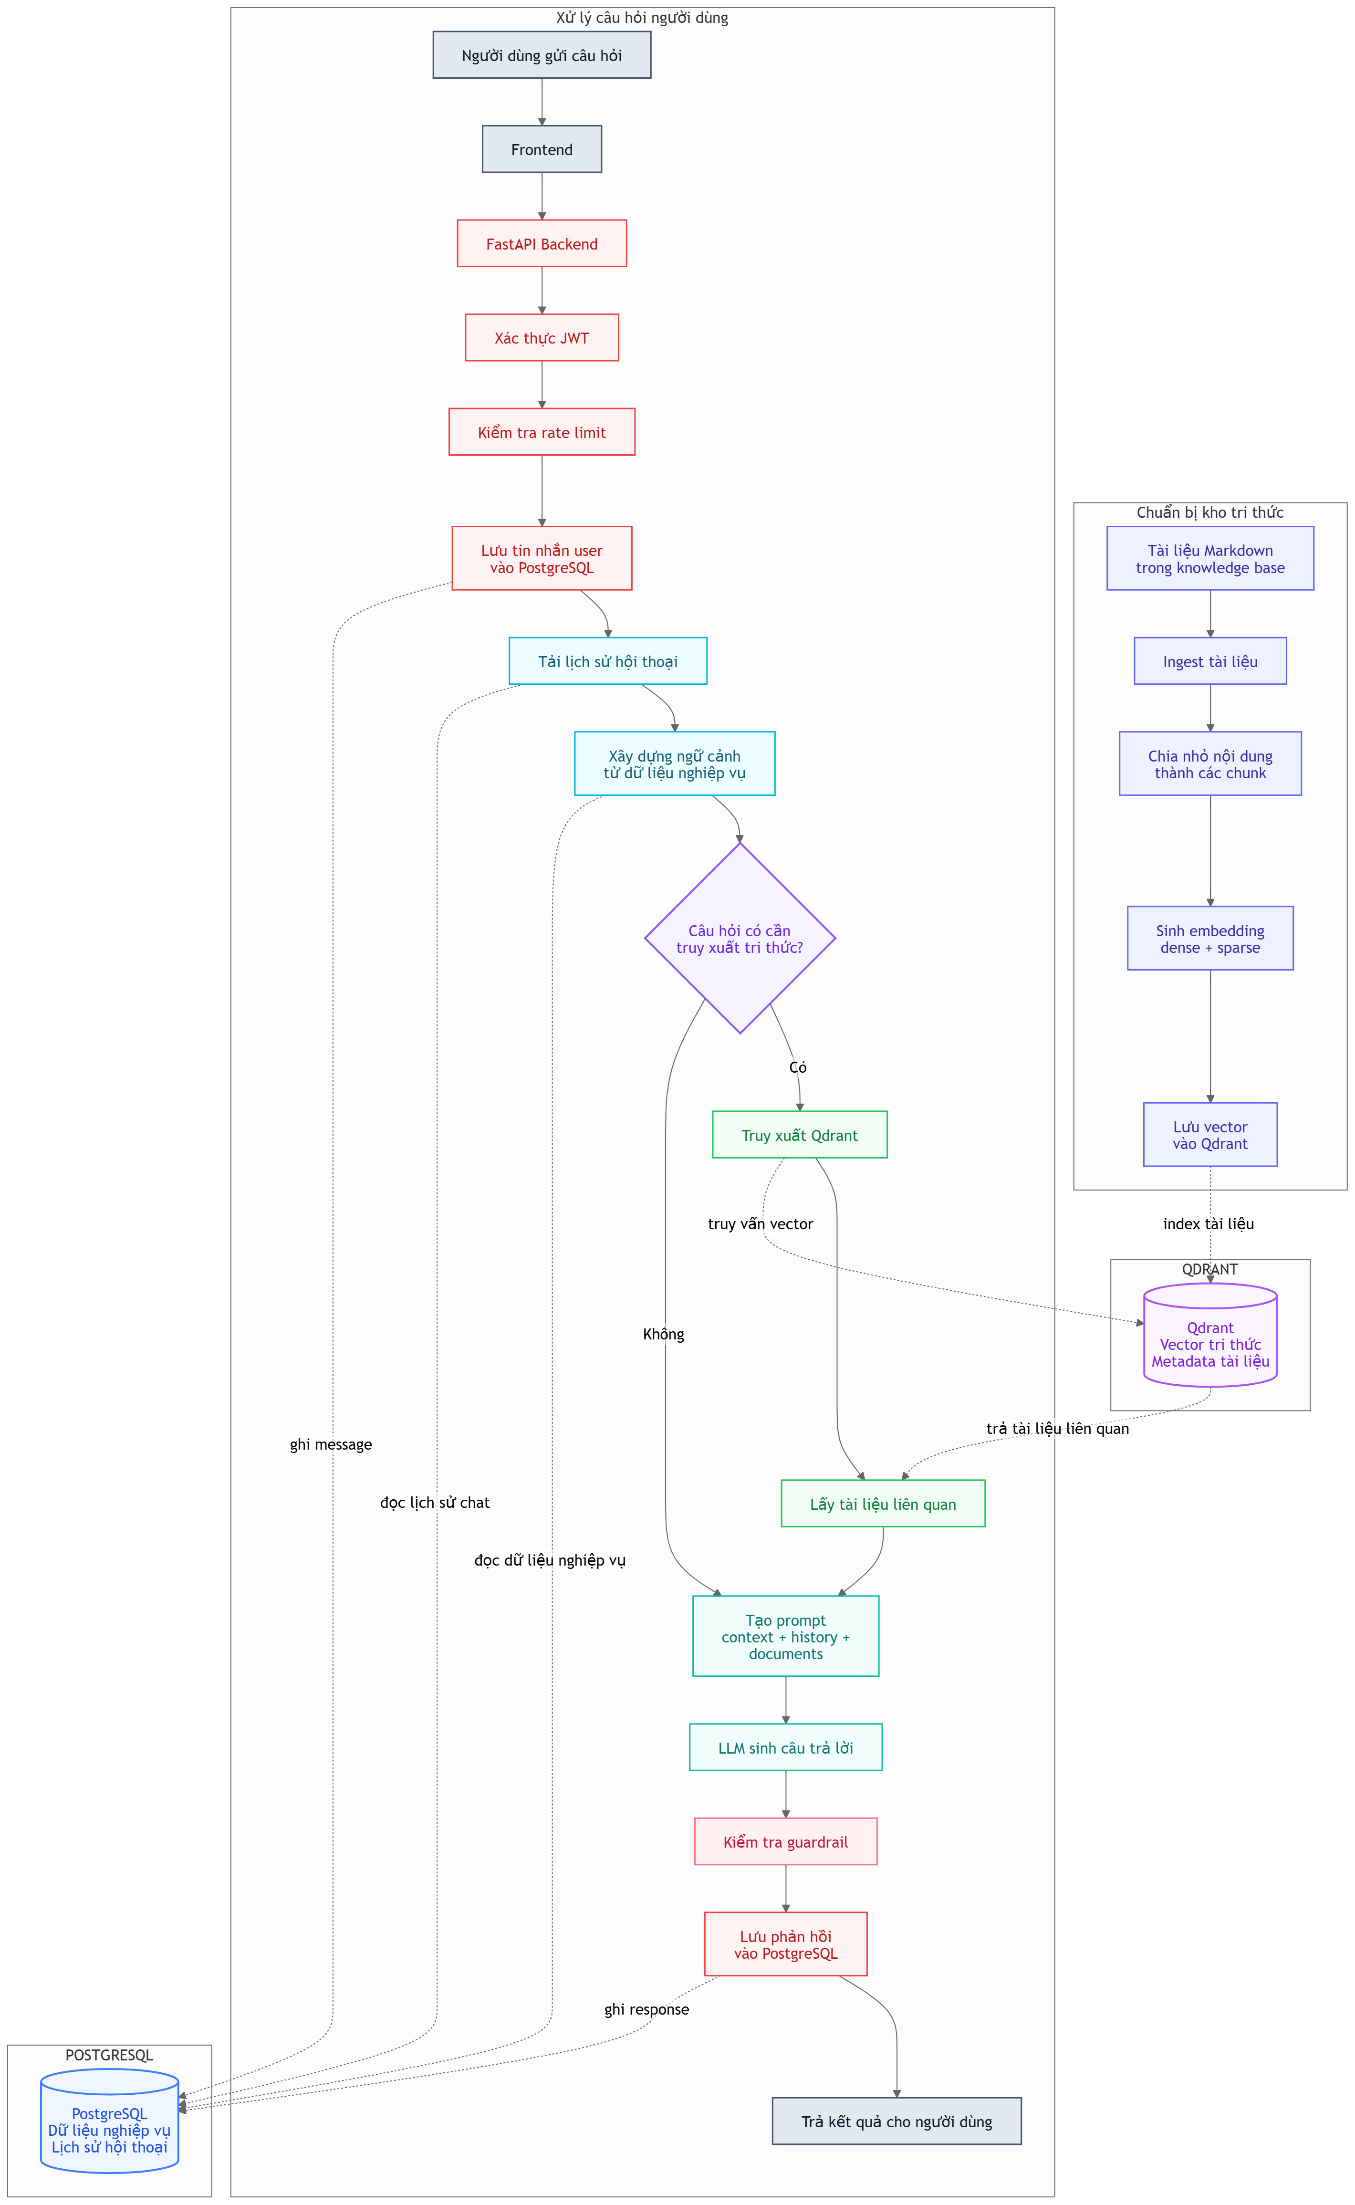 Xử lý câu hỏi người dùng
Người dùng gửi câu hỏi
Frontend
FastAPI Backend
Xác thực JWT
Kiểm tra rate limit
Lưu tin nhắn user
vào PostgreSQL
Tải lịch sử hội thoại
Xây dựng ngữ cảnh
từ dữ liệu nghiệp vụ
Câu hỏi có cần
truy xuất tri thức?
Có
Truy xuất Qdrant
truy vấn vector
Không
ghi message
đọc lịch sử chat
đọc dữ liệu nghiệp vụ
Lấy tài liệu liên quan
Tạo prompt
context + history +
documents
LLM sinh câu trả lời
Kiểm tra guardrail
Lưu phản hồi
vào PostgreSQL
ghi response
Trả kết quả cho người dùng
Chuẩn bị kho tri thức
Tài liệu Markdown
trong knowledge base
Ingest tài liệu
Chia nhỏ nội dung
thành các chunk
Sinh embedding
dense + sparse
Lưu vector
vào Qdrant
index tài liệu
QDRANT
Qdrant
Vector tri thức
Metadata tài liệu
trả tài liệu liên quan
POSTGRESQL
PostgreSQL
Dữ liệu nghiệp vụ
Lịch sử hội thoại